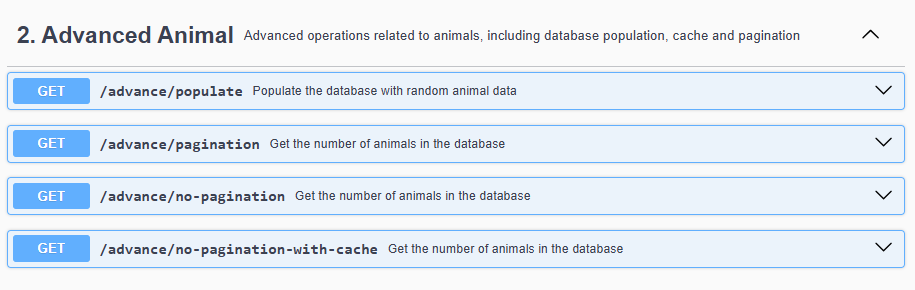 2. Advanced Animal Advanced operations related to animals, including database population, cache and pagination
GET /advance/populate Populate the database with random animal data
GET /advance/pagination Get the number of animals in the database
GET /advance/no-pagination Get the number of animals in the database
GET /advance/no-pagination-with-cache Get the number of animals in the database